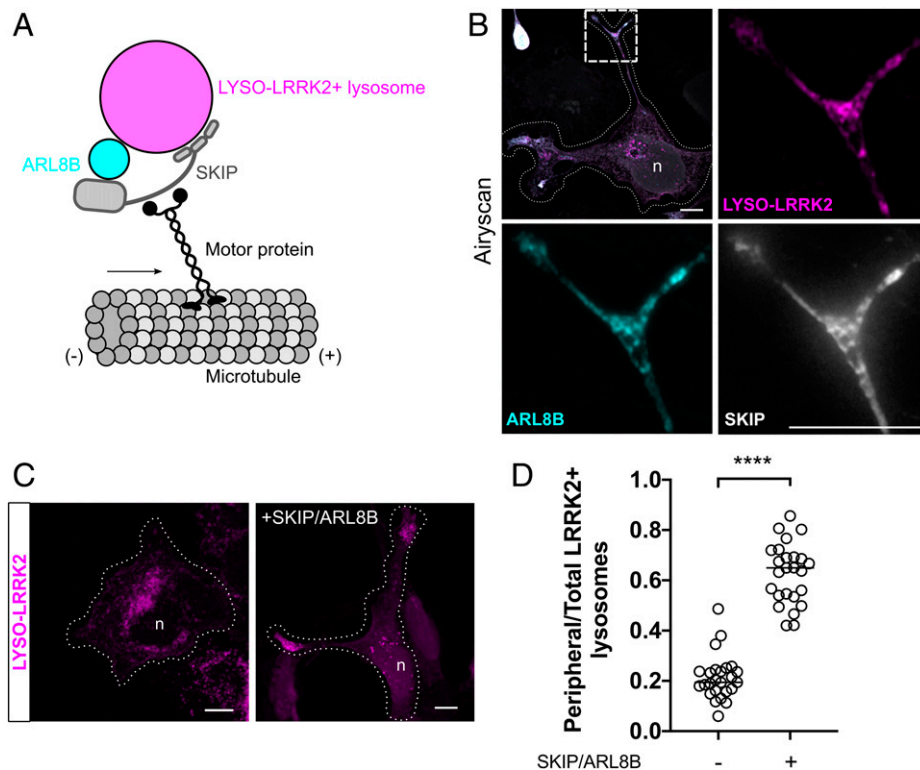 A
LYSO-LRRK2+ lysosome
ARL8B
SKIP
Motor protein
(-)
(+)
Microtubule
B
Airyscan
n
LYSO-LRRK2
ARL8B
SKIP
C
LYSO-LRRK2
n
+SKIP/ARL8B
n
D
****
Peripheral/Total LRRK2+
lysosomes
1.0
0.8
0.6
0.4
0.2
0.0
SKIP/ARL8B - +